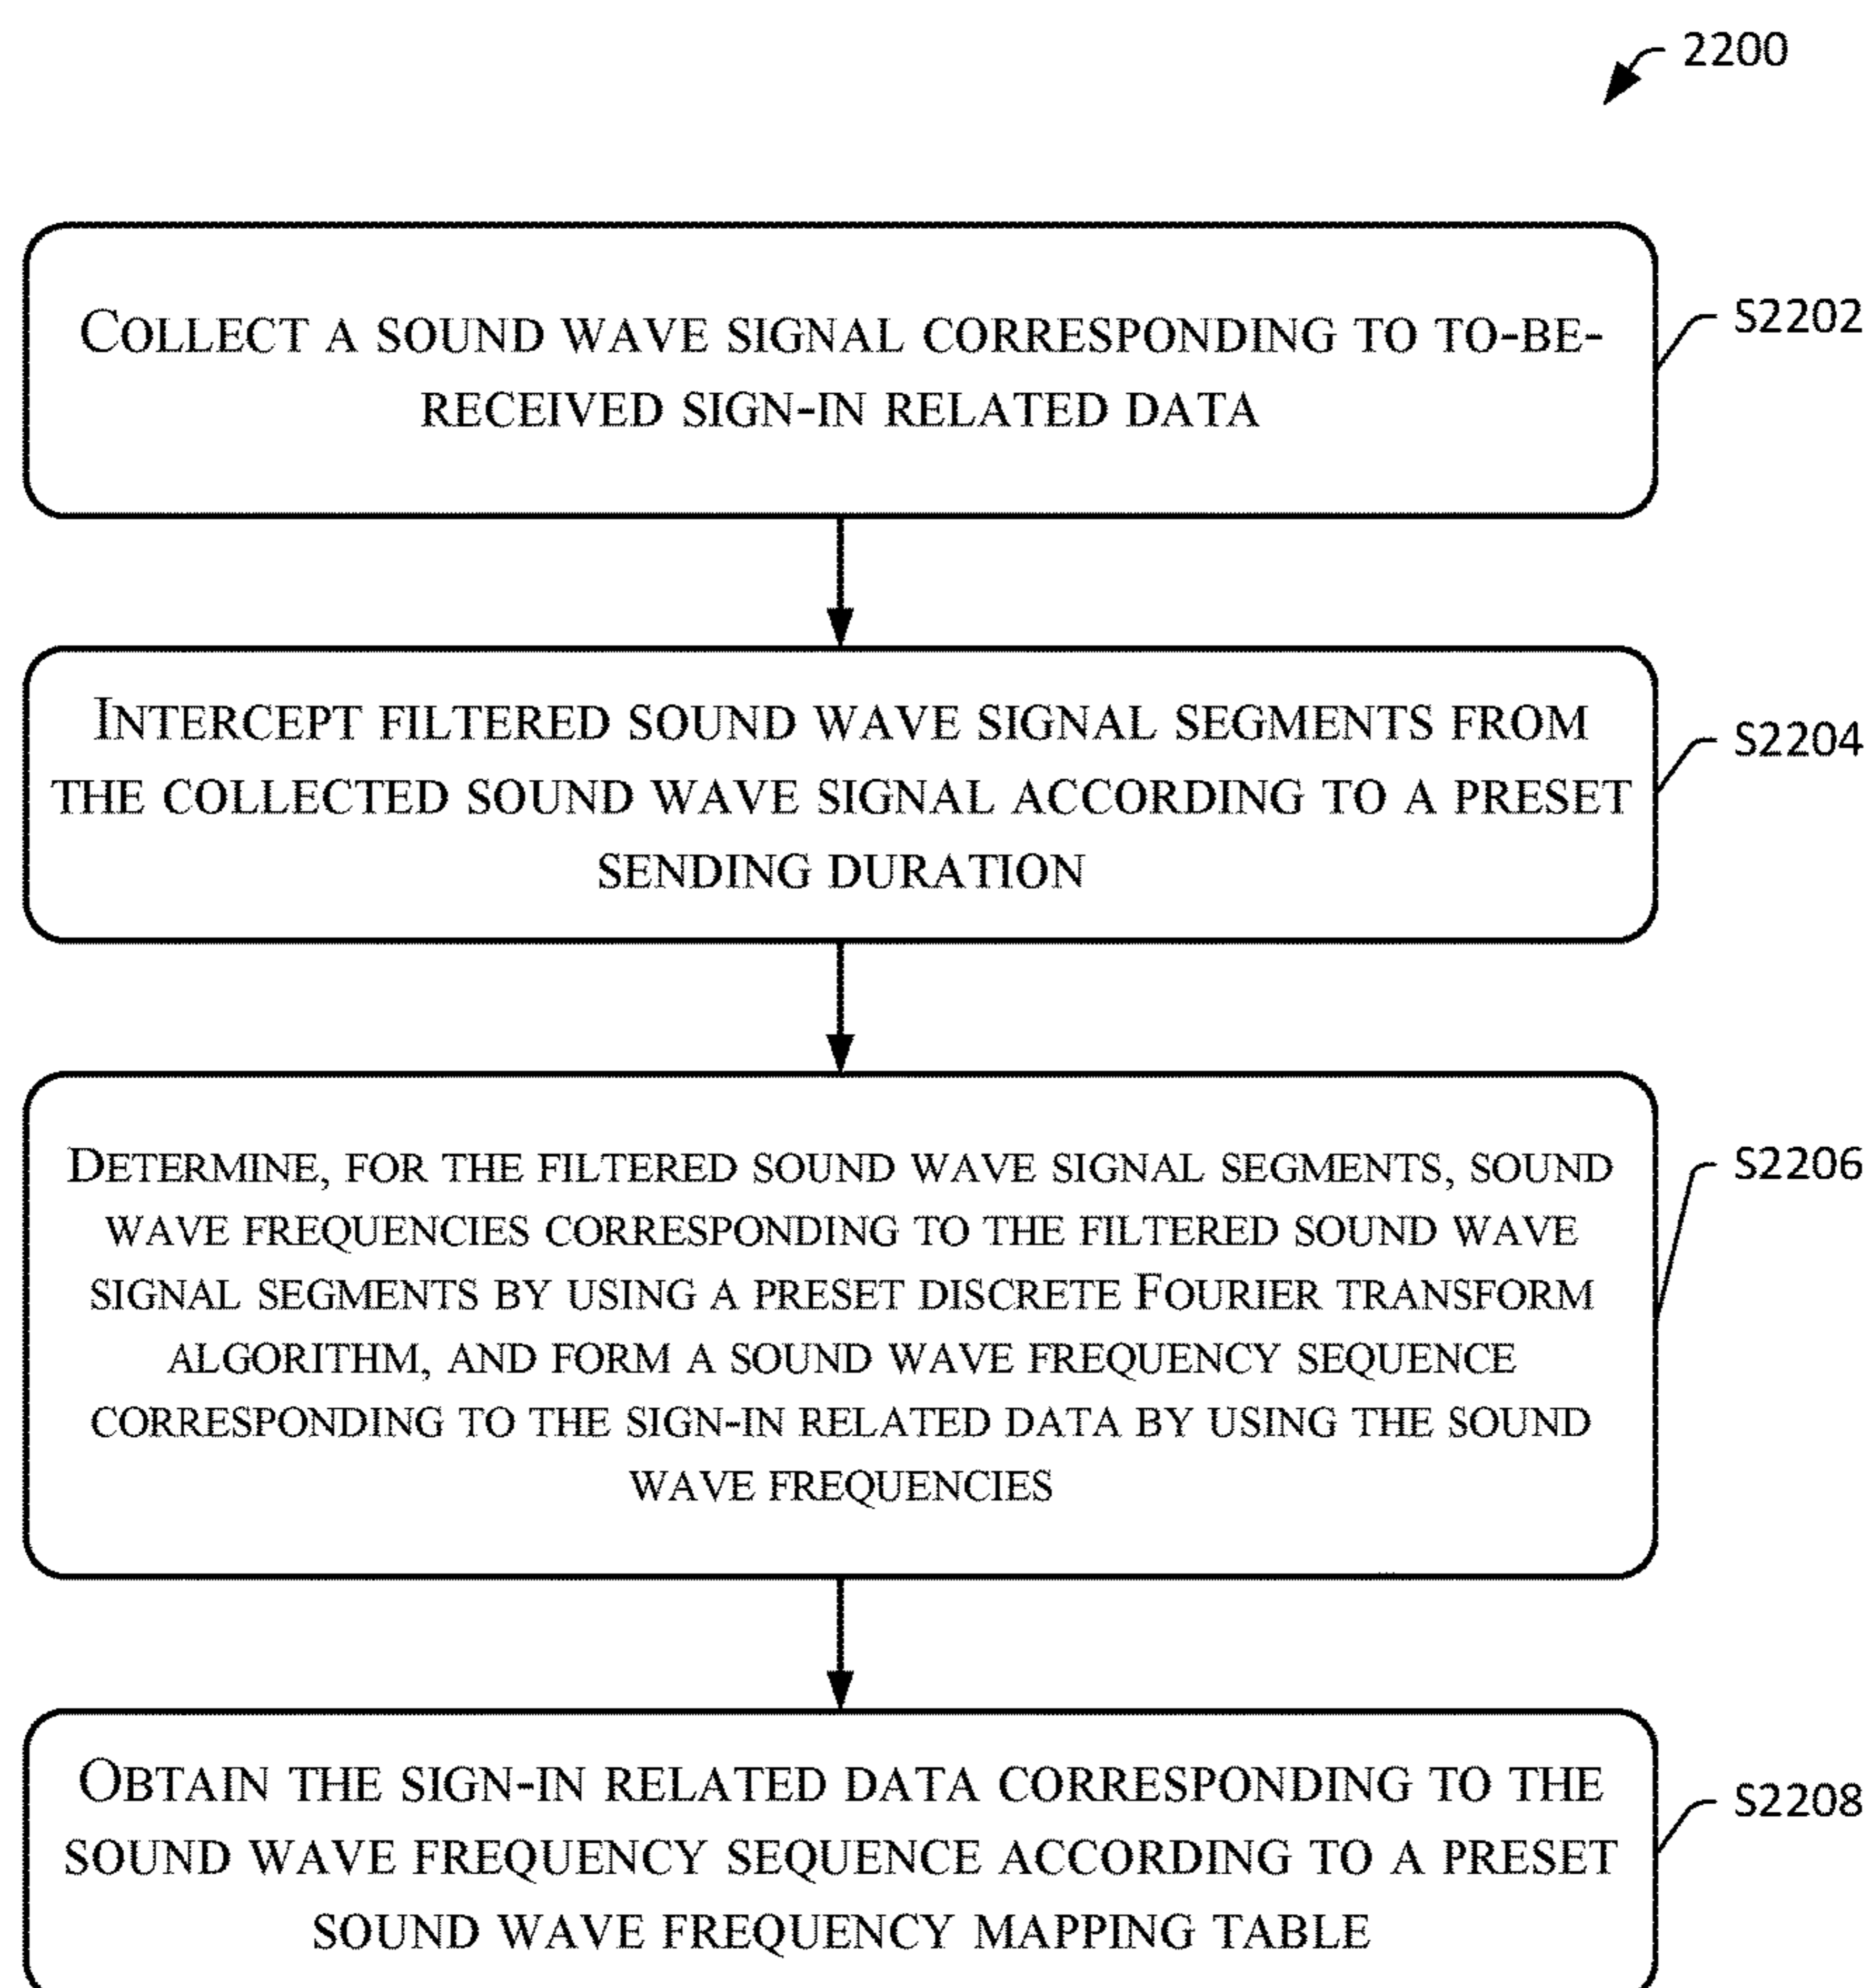 2200
COLLECT A SOUND WAVE SIGNAL CORRESPONDING TO TO-BE-
RECEIVED SIGN-IN RELATED DATA
S2202
INTERCEPT FILTERED SOUND WAVE SIGNAL SEGMENTS FROM
THE COLLECTED SOUND WAVE SIGNAL ACCORDING TO A PRESET
SENDING DURATION
S2204
DETERMINE, FOR THE FILTERED SOUND WAVE SIGNAL SEGMENTS, SOUND
WAVE FREQUENCIES CORRESPONDING TO THE FILTERED SOUND WAVE
SIGNAL SEGMENTS BY USING A PRESET DISCRETE FOURIER TRANSFORM
ALGORITHM, AND FORM A SOUND WAVE FREQUENCY SEQUENCE
CORRESPONDING TO THE SIGN-IN RELATED DATA BY USING THE SOUND
WAVE FREQUENCIES
S2206
OBTAIN THE SIGN-IN RELATED DATA CORRESPONDING TO THE
SOUND WAVE FREQUENCY SEQUENCE ACCORDING TO A PRESET
SOUND WAVE FREQUENCY MAPPING TABLE
S2208